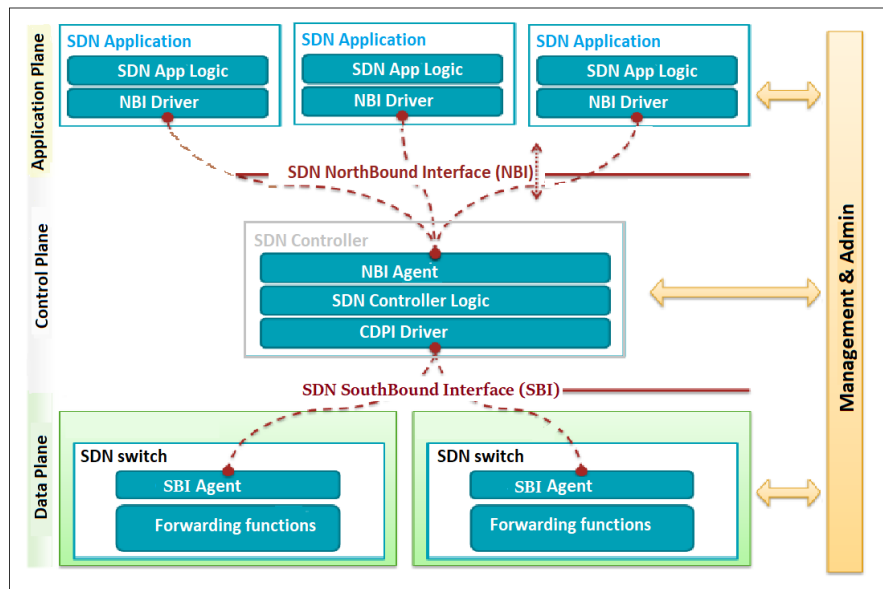 Application Plane
SDN Application
SDN App Logic
NBI Driver
SDN Application
SDN App Logic
NBI Driver
SDN Application
SDN App Logic
NBI Driver
SDN NorthBound Interface (NBI)
Control Plane
SDN Controller
NBI Agent
SDN Controller Logic
CDPI Driver
SDN SouthBound Interface (SBI)
Data Plane
SDN switch
SBI Agent
Forwarding functions
SDN switch
SBI Agent
Forwarding functions
Management & Admin